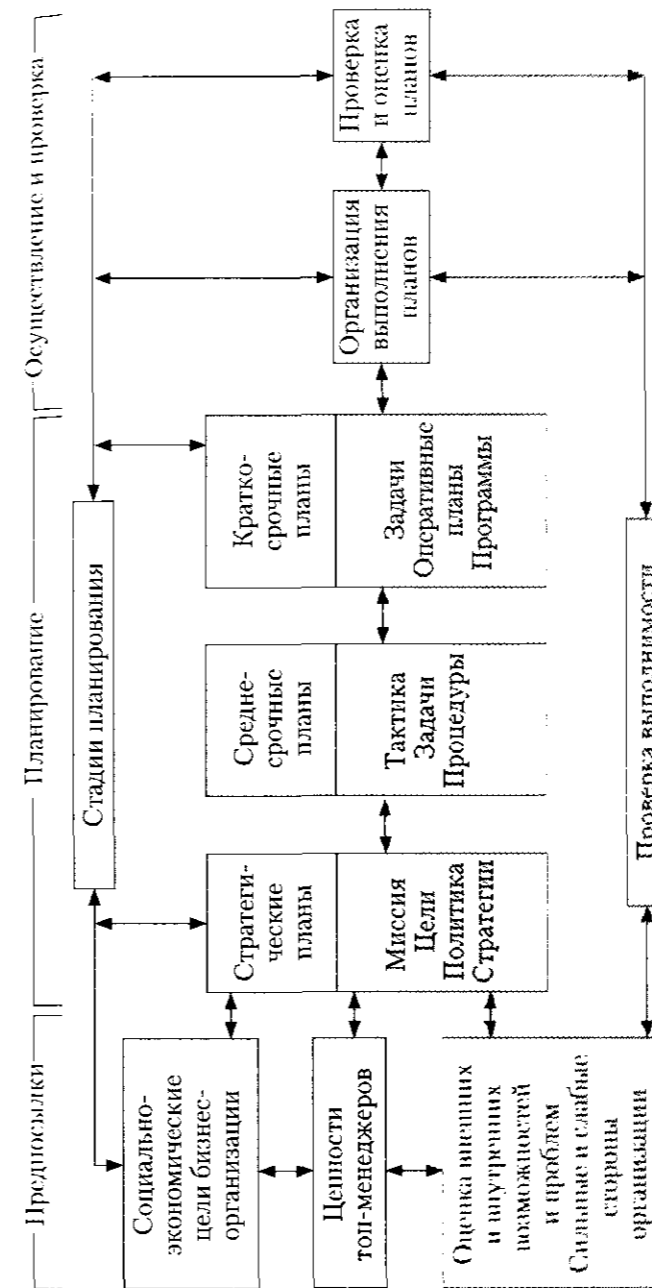 Предпосылки
Планирование
Осуществление и проверка
Стадии планирования
Социально-
экономические
цели бизнес-
организации
Ценности
топ-менеджеров
Оценка внешних
и внутренних
возможностей
и проблем
Сильные и слабые
стороны
организации
Стратеги-
ческие
планы
Миссия
Цели
Политика
Стратегии
Средне-
срочные
планы
Тактика
Задачи
Процедуры
Кратко-
срочные
планы
Задачи
Оперативные
планы
Программы
Организация
выполнения
планов
Проверка
и оценка
планов
Проверка выполнимости